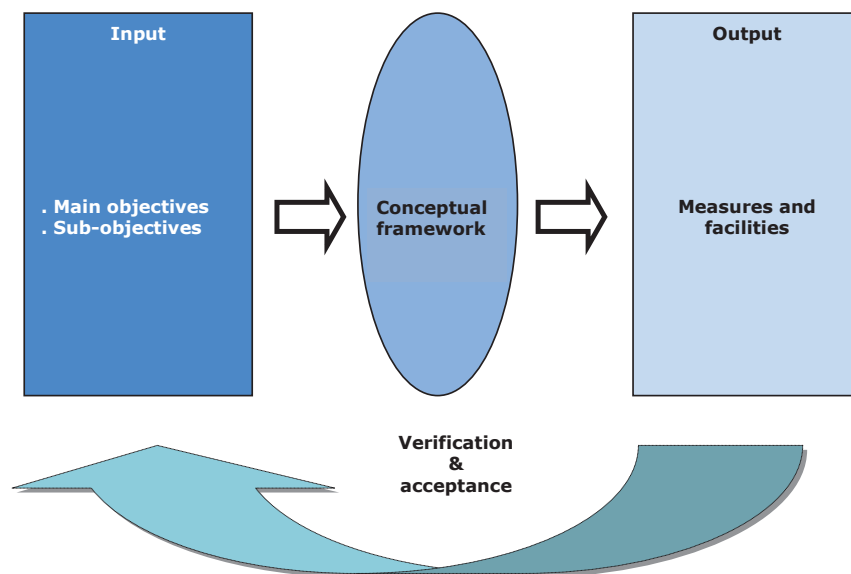 Input
. Main objectives
. Sub-objectives
Conceptual
framework
Output
Measures and
facilities
Verification
&
acceptance